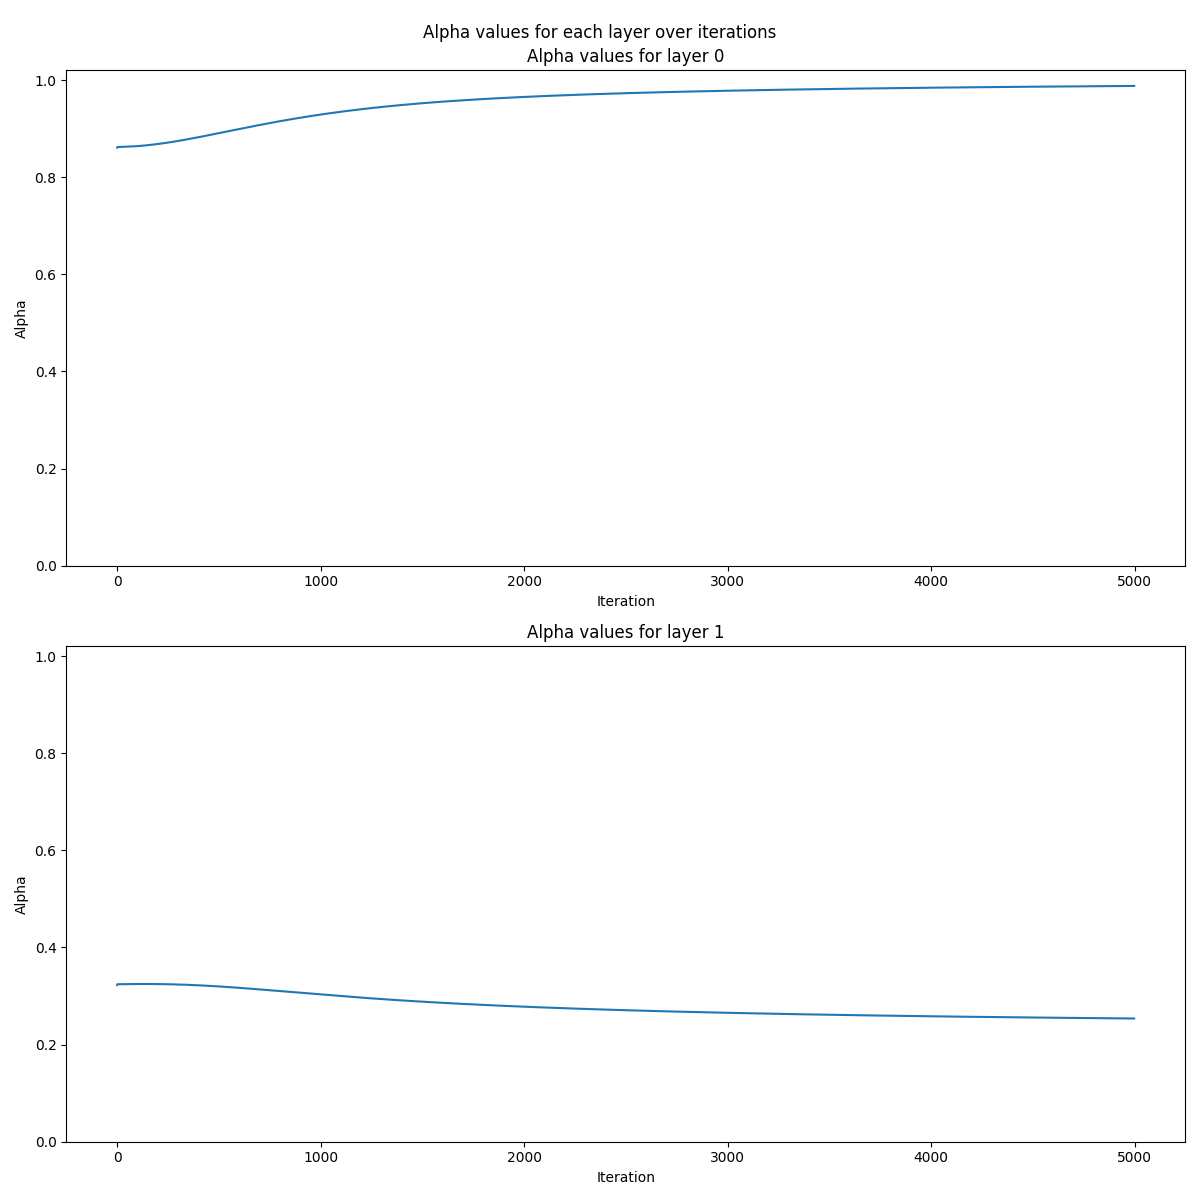 Alpha values for each layer over iterations
Alpha values for layer 0
1.0
0.8
0.6
0.4
0.2
0.0
Alpha
0 1000 2000 3000 4000 5000
Iteration
Alpha values for layer 1
1.0
0.8
0.6
0.4
0.2
0.0
Alpha
0 1000 2000 3000 4000 5000
Iteration